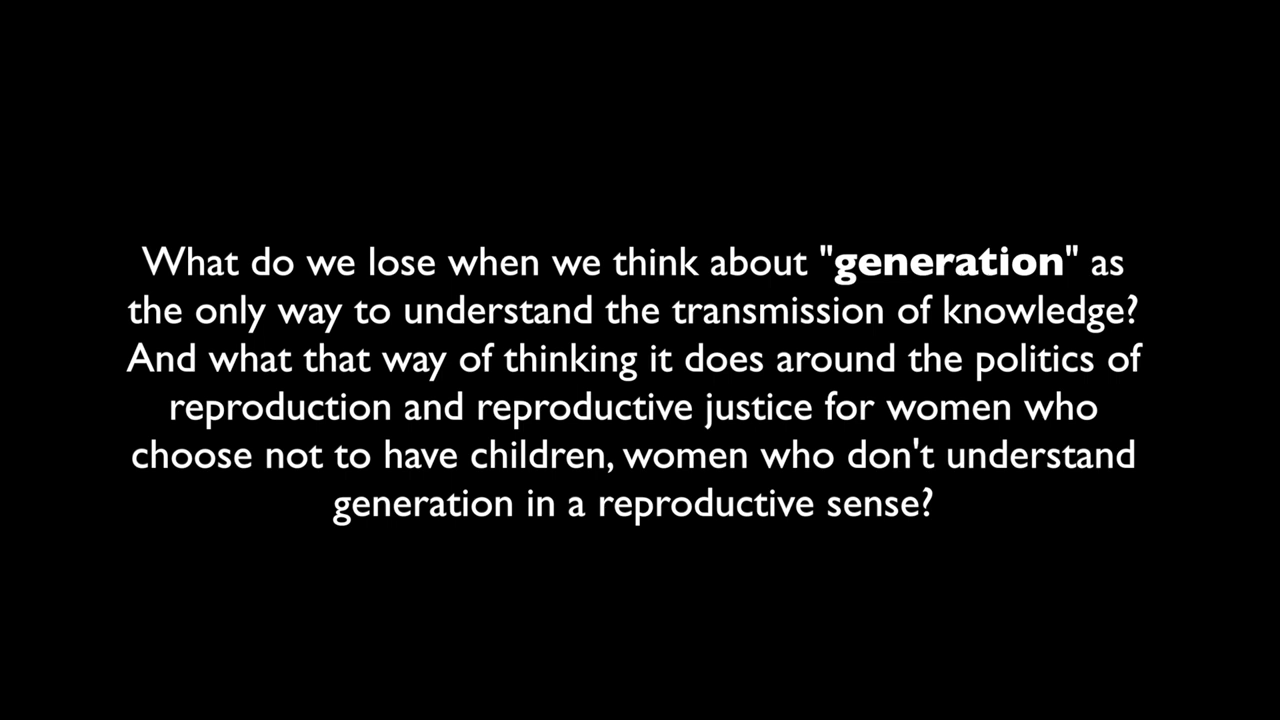 What do we lose when we think about "generation" as
the only way to understand the transmission of knowledge?
And what that way of thinking it does around the politics of
reproduction and reproductive justice for women who
choose not to have children, women who don't understand
generation in a reproductive sense?